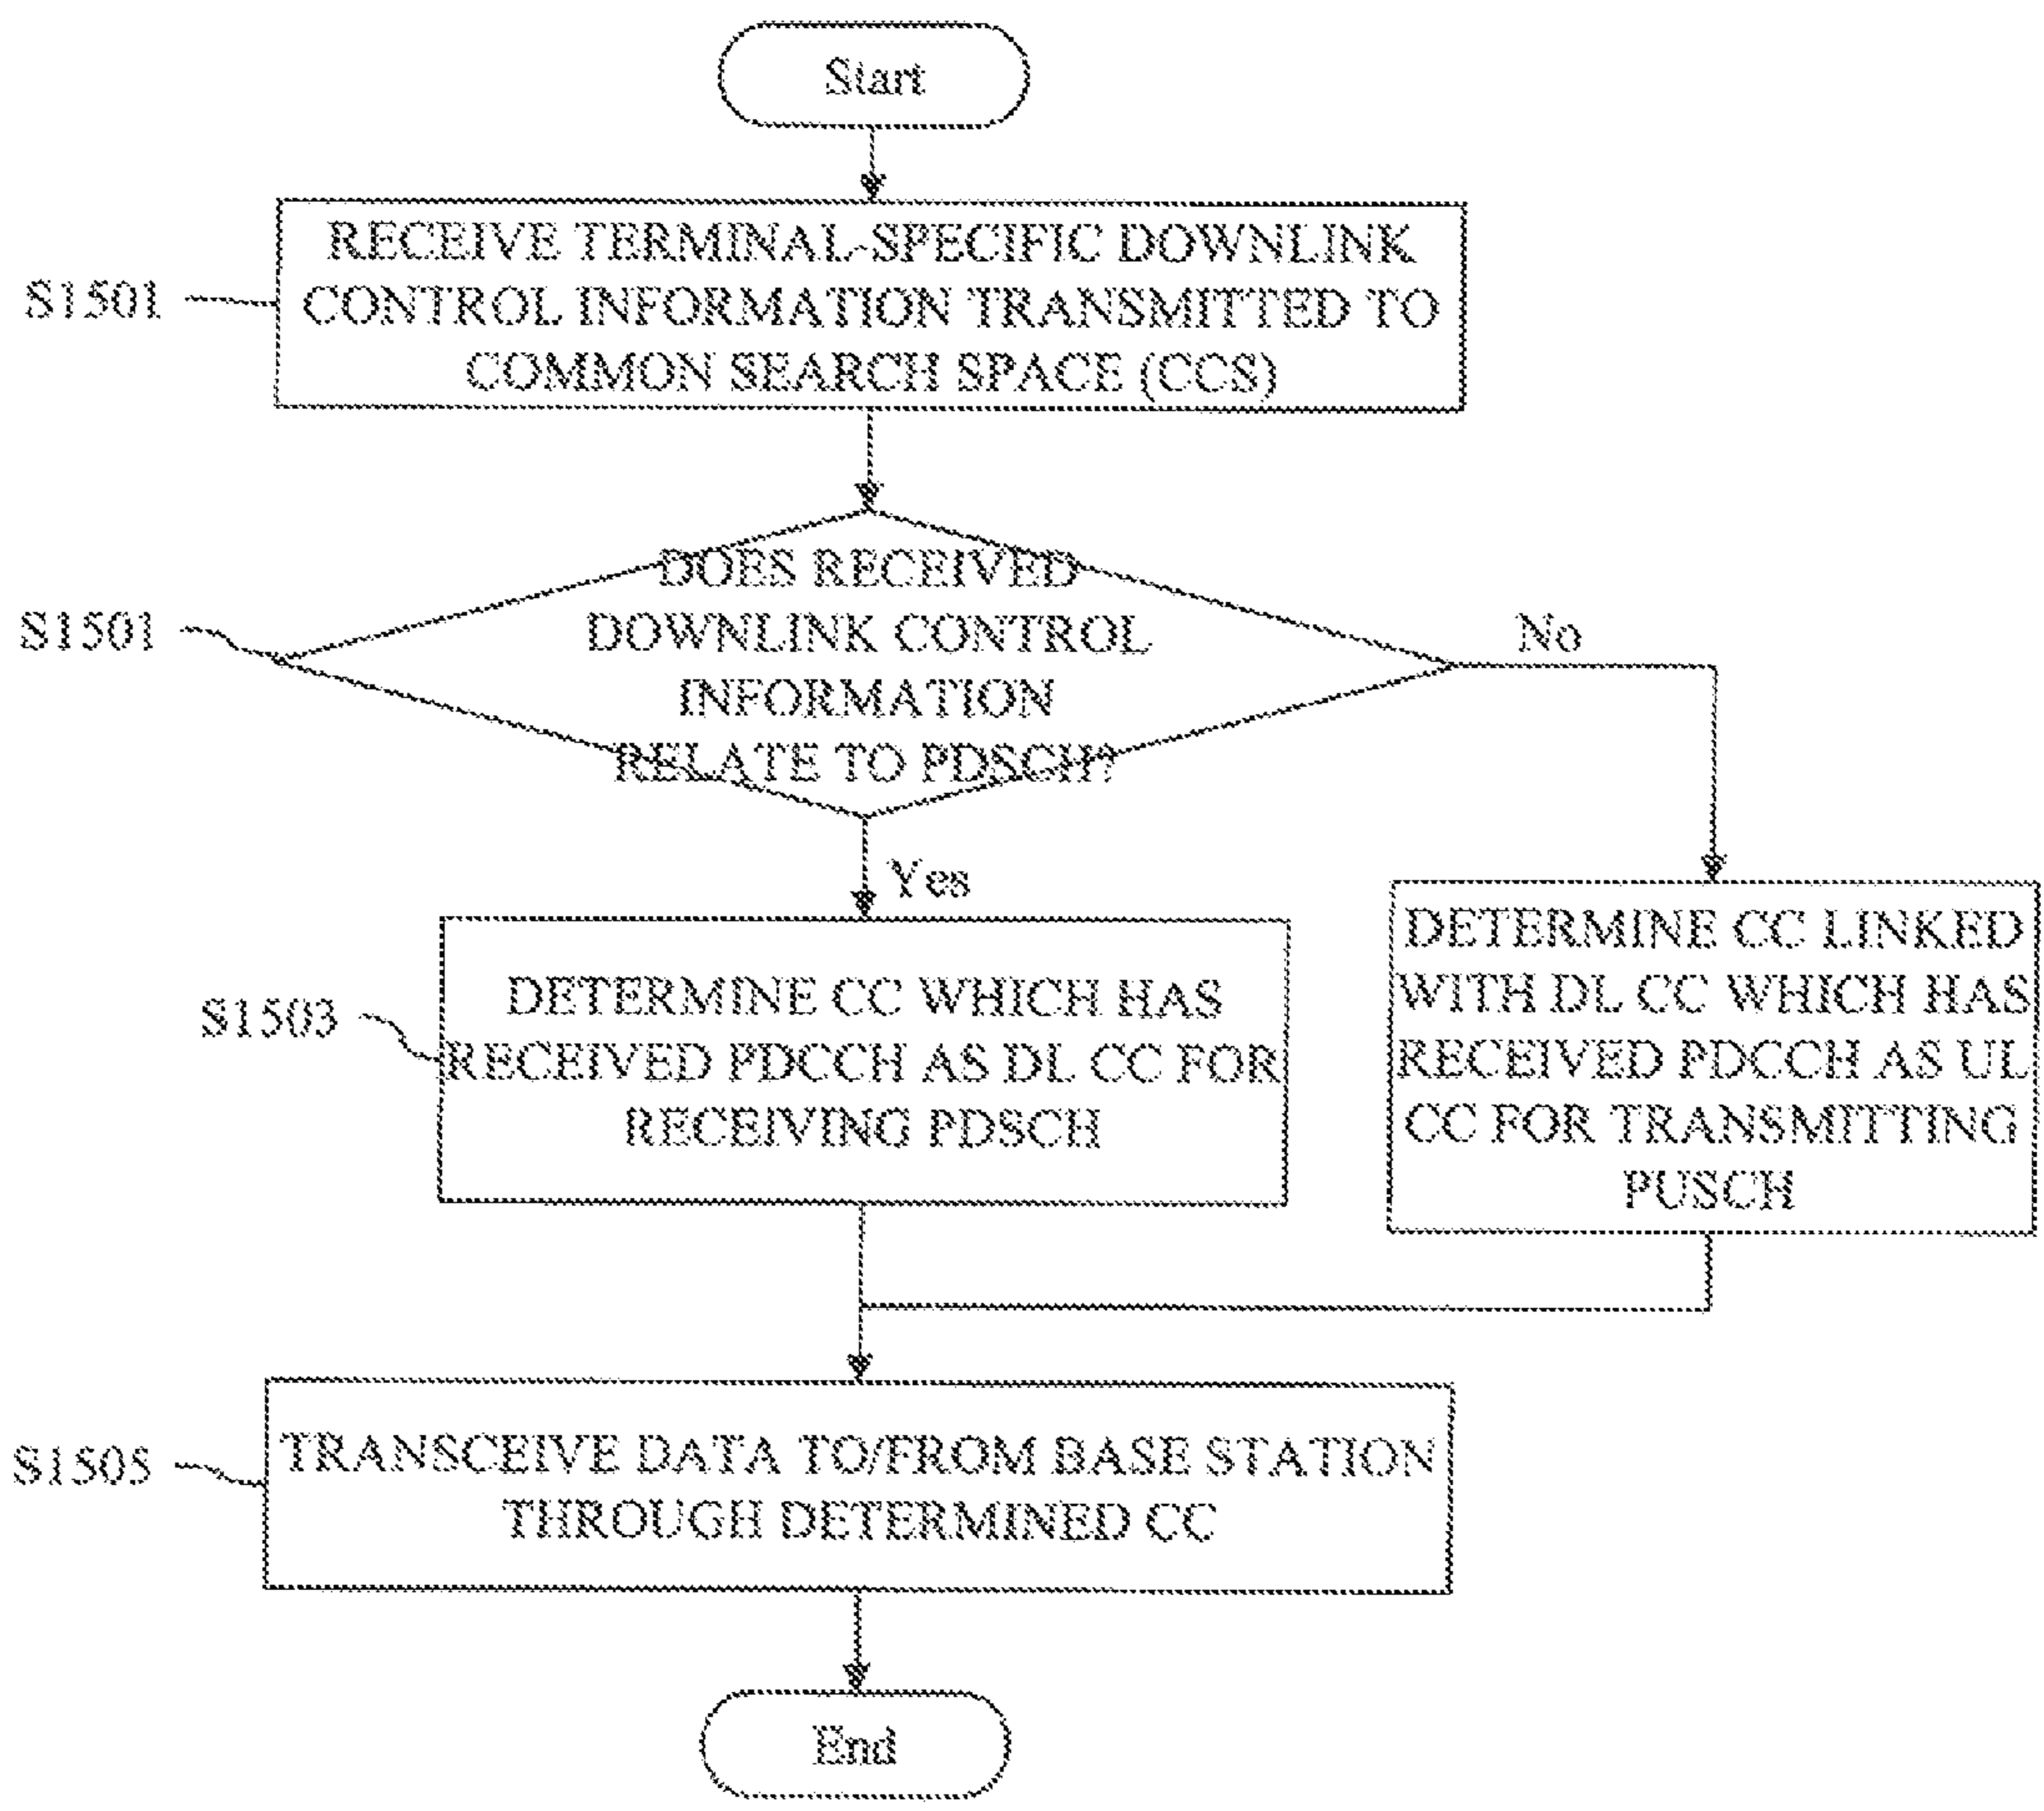 Start
S1501
RECEIVE TERMINAL-SPECIFIC DOWNLINK
CONTROL INFORMATION TRANSMITTED TO
COMMON SEARCH SPACE (CCS)
S1501
DOES RECEIVED
DOWNLINK CONTROL
INFORMATION
RELATE TO PDSCH?
No
Yes
S1503
DETERMINE CC WHICH HAS
RECEIVED PDCCH AS DL CC FOR
RECEIVING PDSCH
DETERMINE CC LINKED
WITH DL CC WHICH HAS
RECEIVED PDCCH AS UL
CC FOR TRANSMITTING
PUSCH
S1505
TRANSCEIVE DATA TO/FROM BASE STATION
THROUGH DETERMINED CC
End